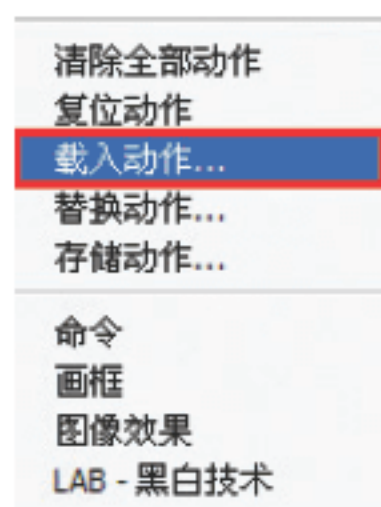 清除全部动作
复位动作
载入动作...
替换动作...
存储动作...
命令
画框
图像效果
LAB - 黑白技术